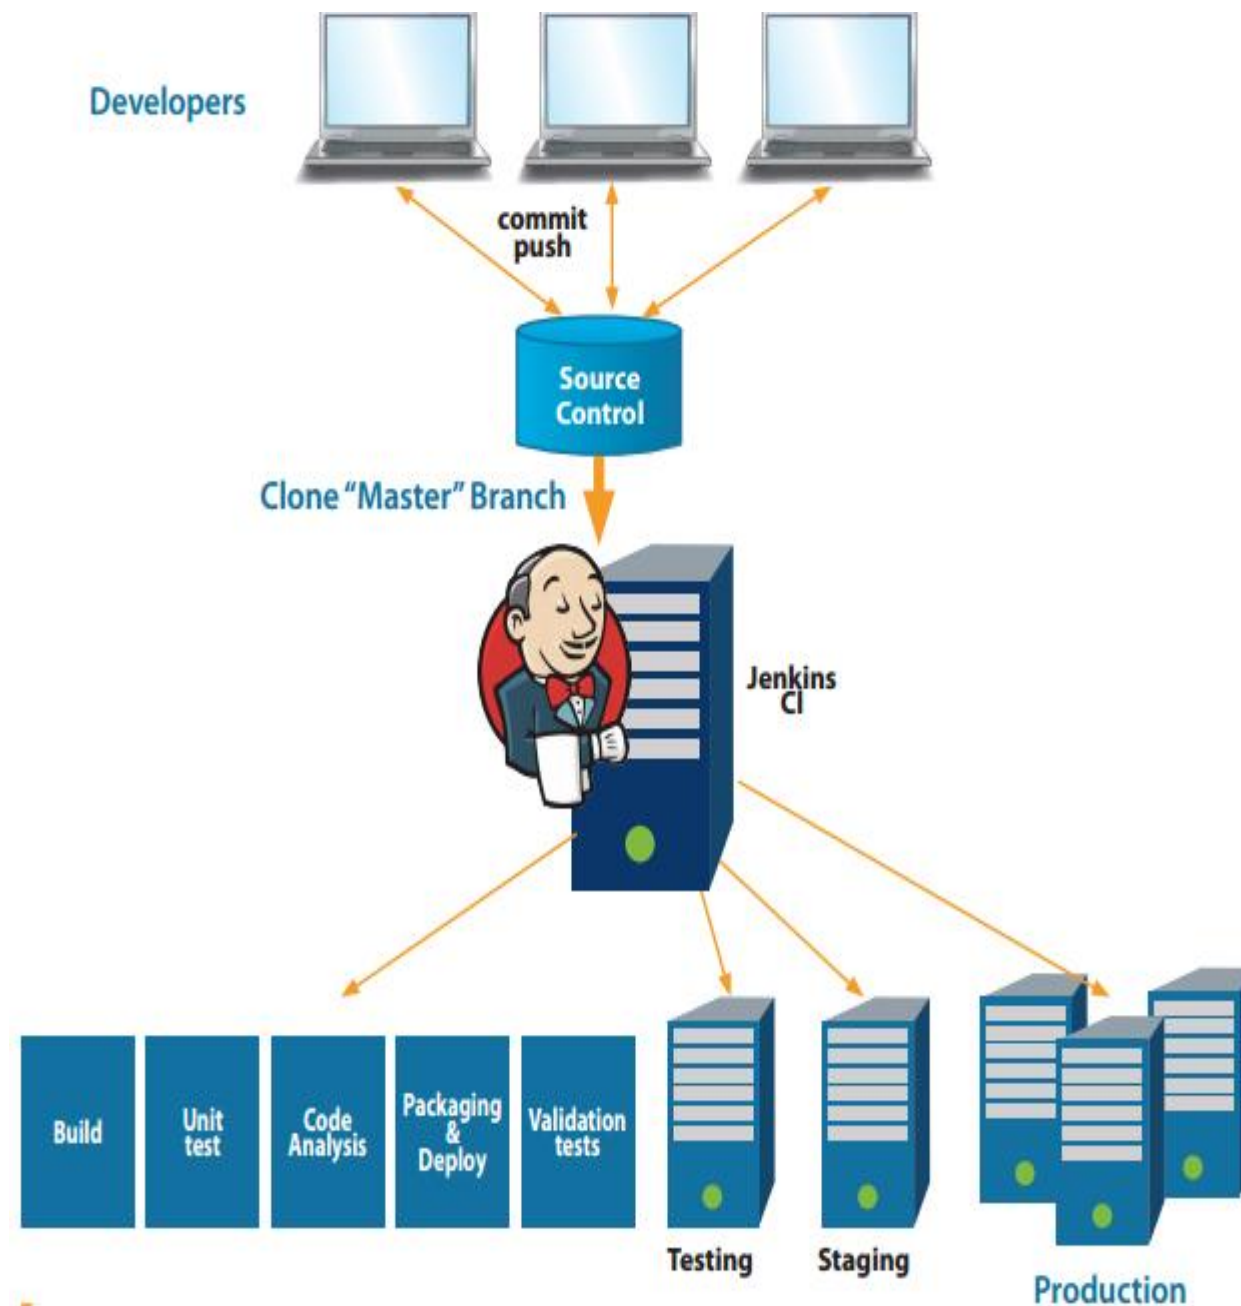 Developers
commit
push
Source
Control
Clone “Master” Branch
Jenkins
CI
Build
Unit
test
Code
Analysis
Packaging
&
Deploy
Validation
tests
Testing
Staging
Production